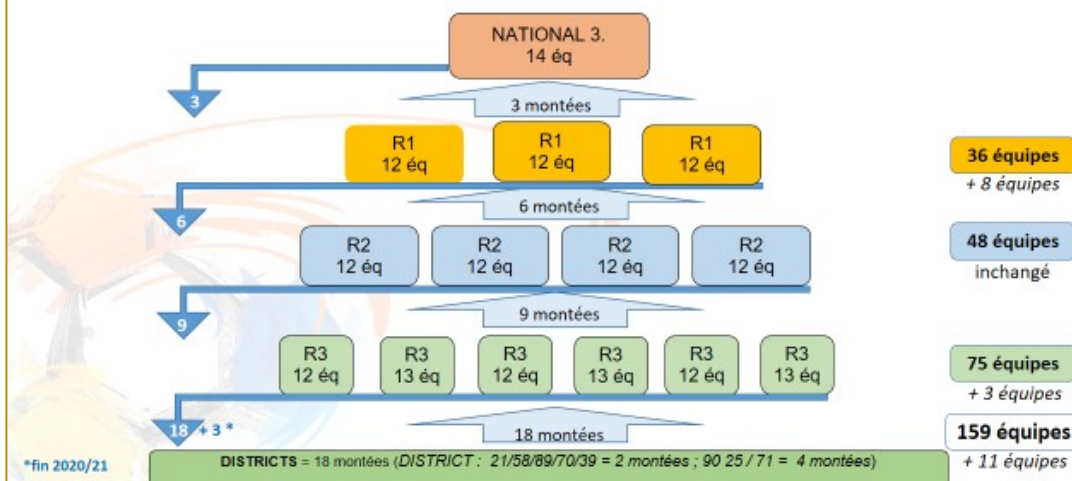 NATIONAL 3.
14 éq
3
3 montées
R1
12 éq
R1
12 éq
R1
12 éq
36 équipes
+ 8 équipes
6
6 montées
R2
12 éq
R2
12 éq
R2
12 éq
R2
12 éq
48 équipes
inchangé
9
9 montées
R3
12 éq
R3
13 éq
R3
12 éq
R3
13 éq
R3
12 éq
R3
13 éq
75 équipes
+ 3 équipes
18 + 3 *
18 montées
159 équipes
+ 11 équipes
*fin 2020/21
DISTRICTS = 18 montées (DISTRICT : 21/58/89/70/39 = 2 montées ; 90 25 / 71 = 4 montées)